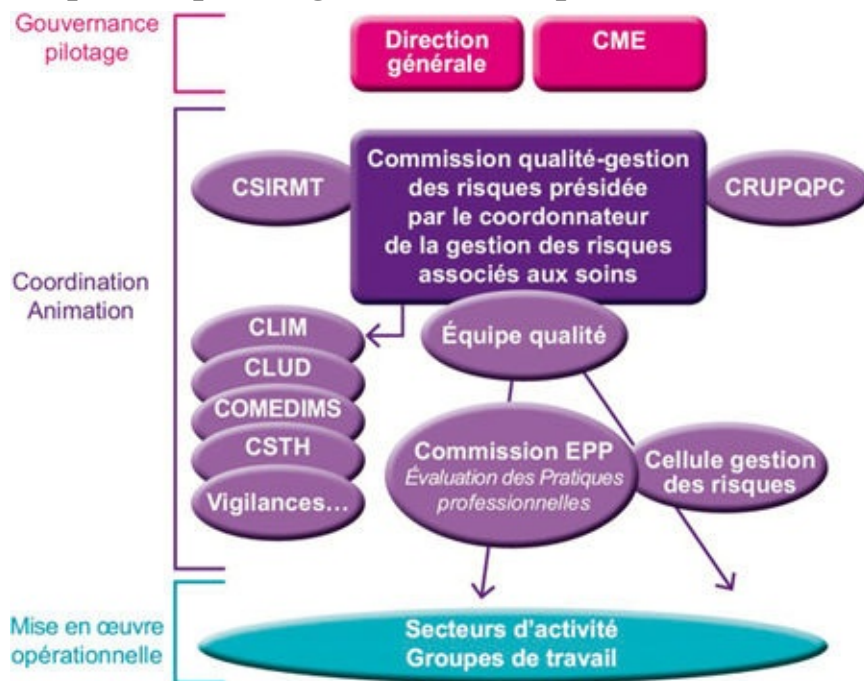 Gouvernance
pilotage
Direction
générale
CME
CSIRMT
Commission qualité-gestion
des risques présidée
par le coordonnateur
de la gestion des risques
associés aux soins
CRUPQPC
Coordination
Animation
CLIM
CLUD
COMEDIMS
CSTH
Vigilances...
Équipe qualité
Commission EPP
Évaluation des Pratiques
professionnelles
Cellule gestion
des risques
Mise en œuvre
opérationnelle
Secteurs d'activité
Groupes de travail